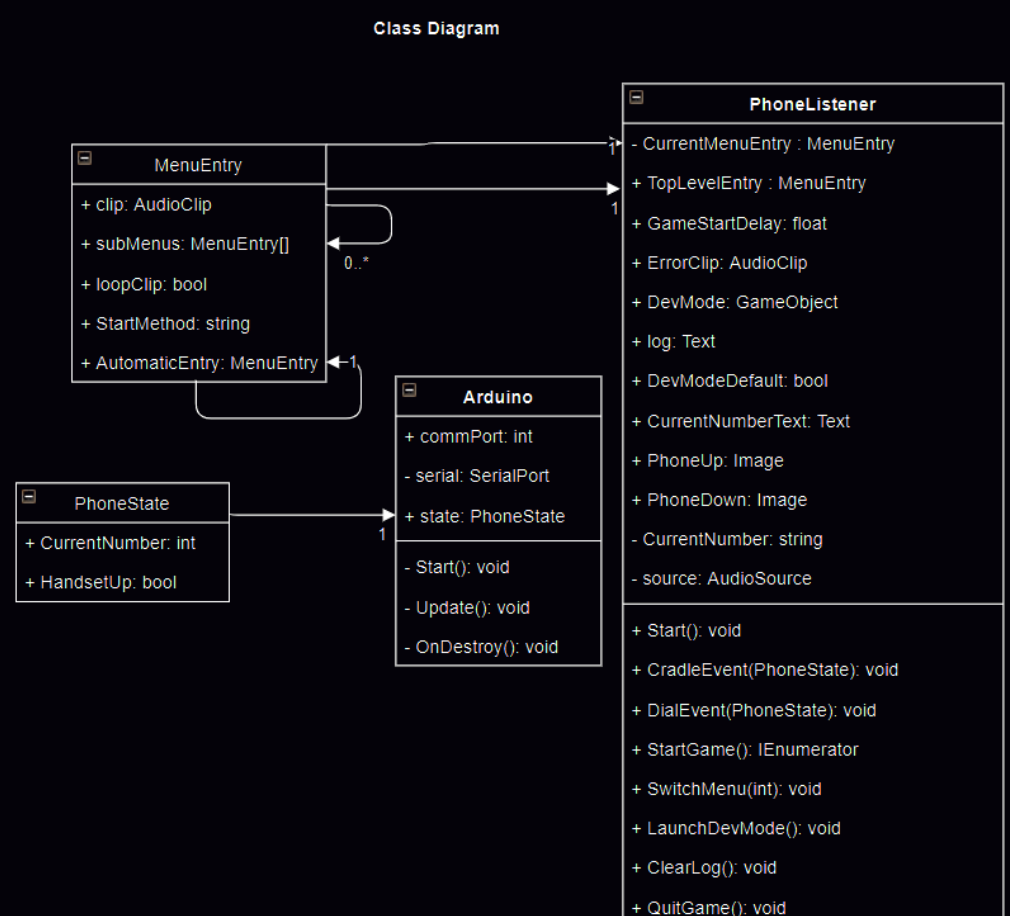 Class Diagram
MenuEntry
+ clip: AudioClip
+ subMenus: MenuEntry[]
+ loopClip: bool
+ StartMethod: string
+ AutomaticEntry: MenuEntry
1
1
0..*
1
PhoneState
+ CurrentNumber: int
+ HandsetUp: bool
1
Arduino
+ commPort: int
- serial: SerialPort
+ state: PhoneState
- Start(): void
- Update(): void
- OnDestroy(): void
PhoneListener
- CurrentMenuEntry : MenuEntry
+ TopLevelEntry : MenuEntry
+ GameStartDelay: float
+ ErrorClip: AudioClip
+ DevMode: GameObject
+ log: Text
+ DevModeDefault: bool
+ CurrentNumberText: Text
+ PhoneUp: Image
+ PhoneDown: Image
- CurrentNumber: string
- source: AudioSource
+ Start(): void
+ CradleEvent(PhoneState): void
+ DialEvent(PhoneState): void
+ StartGame(): IEnumerator
+ SwitchMenu(int): void
+ LaunchDevMode(): void
+ ClearLog(): void
+ QuitGame(): void